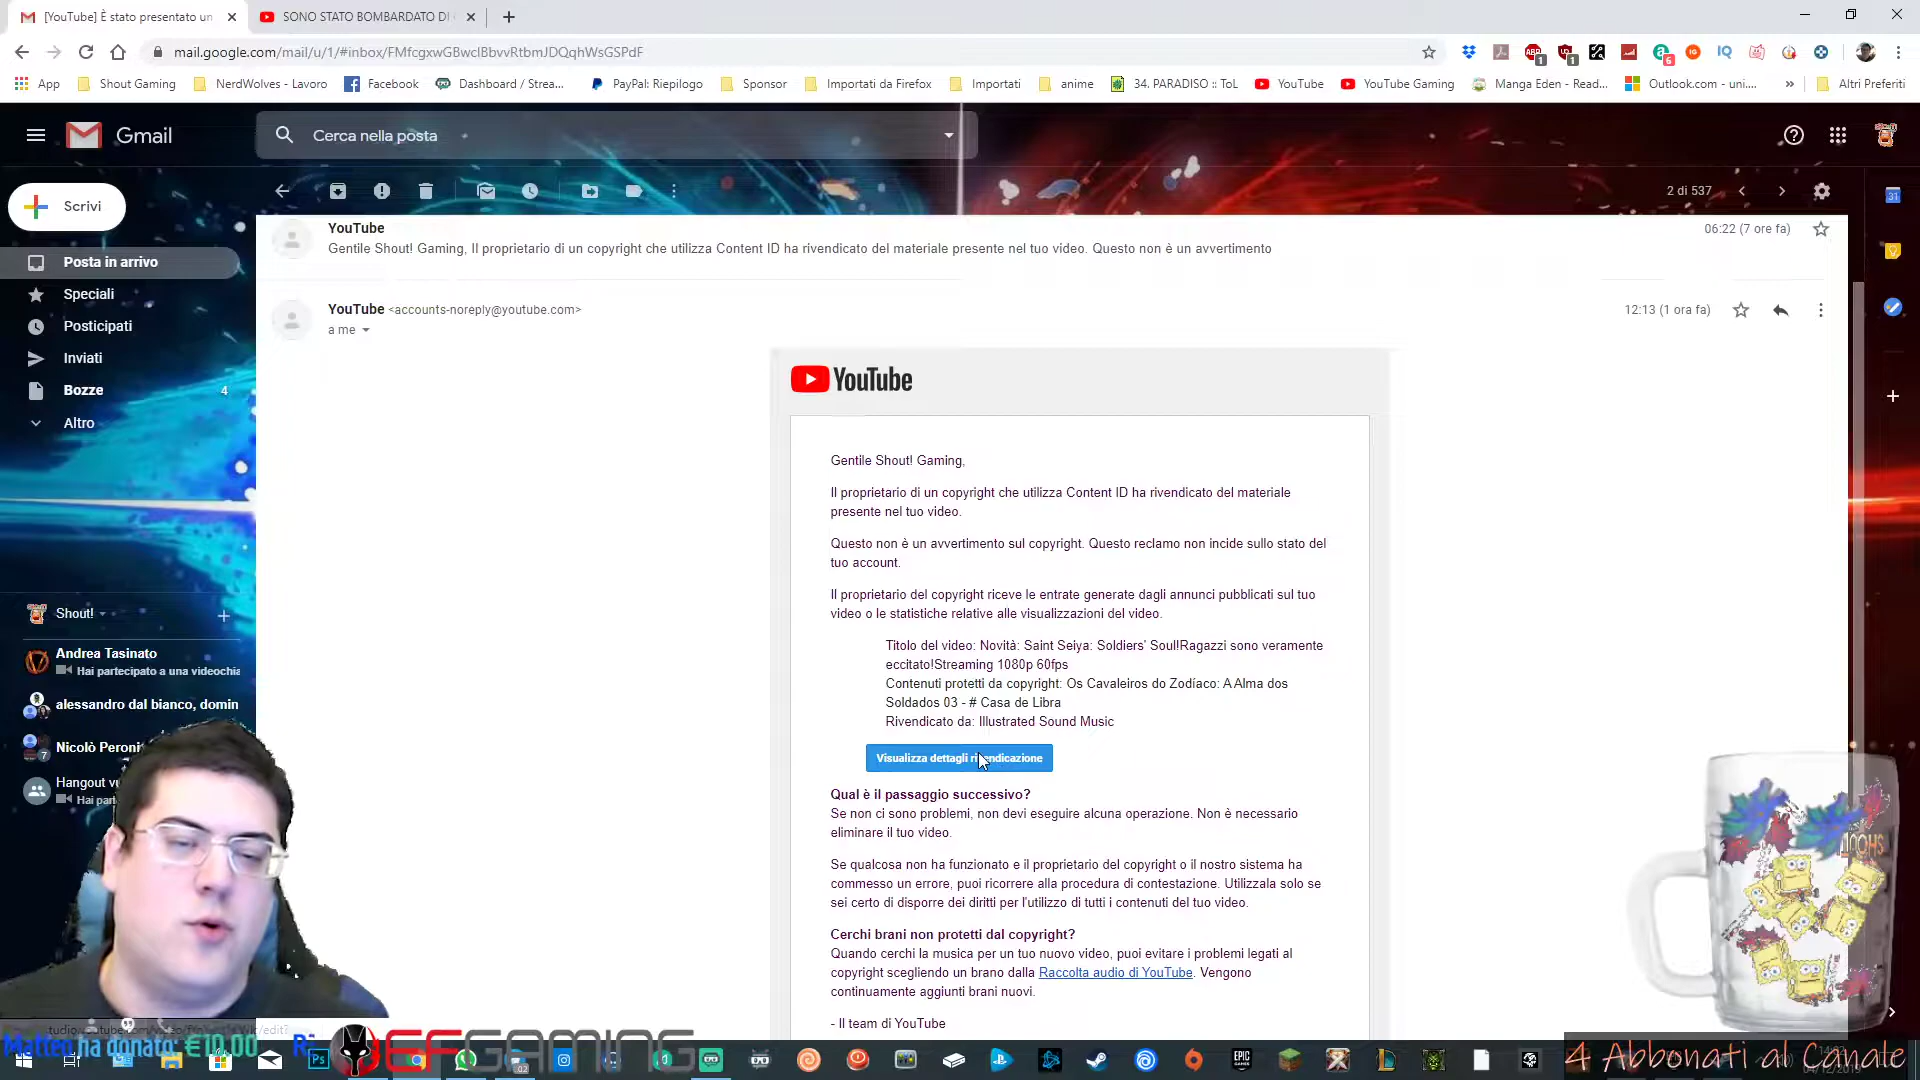 [YouTube] È stato presentato un
SONO STATO BOMBARDATO DI
mail.google.com/mail/u/1/#inbox/FMfcgxwGBwclBbvvRtbmJDQqhWsGSPdF
App
Shout Gaming
NerdWolves - Lavoro
Facebook
Dashboard / Strea...
PayPal: Riepilogo
Sponsor
Importati da Firefox
Importati
anime
34. PARADISO :: ToL
YouTube
YouTube Gaming
Manga Eden - Read...
Outlook.com - uni....
Altri Preferiti
Gmail
Cerca nella posta
Scrivi
2 di 537
Posta in arrivo
Speciali
Posticipati
Inviati
Bozze 4
Altro
Shout!
Andrea Tasinato
Hai partecipato a una videochia
alessandro dal bianco, domin
Nicolò Peroni
7
Hangout
Hai par
YouTube
06:22 (7 ore fa)
Gentile Shout! Gaming, Il proprietario di un copyright che utilizza Content ID ha rivendicato del materiale presente nel tuo video. Questo non è un avvertimento
YouTube <accounts-noreply@youtube.com>
12:13 (1 ora fa)
a me
YouTube
Gentile Shout! Gaming,
Il proprietario di un copyright che utilizza Content ID ha rivendicato del materiale
presente nel tuo video.
Questo non è un avvertimento sul copyright. Questo reclamo non incide sullo stato del
tuo account.
Il proprietario del copyright riceve le entrate generate dagli annunci pubblicati sul tuo
video o le statistiche relative alle visualizzazioni del video.
Titolo del video: Novità: Saint Seiya: Soldiers' Soul!Ragazzi sono veramente
eccitato!Streaming 1080p 60fps
Contenuti protetti da copyright: Os Cavaleiros do Zodíaco: A Alma dos
Soldados 03 - # Casa de Libra
Rivendicato da: Illustrated Sound Music
Visualizza dettagli rivendicazione
Qual è il passaggio successivo?
Se non ci sono problemi, non devi eseguire alcuna operazione. Non è necessario
eliminare il tuo video.
Se qualcosa non ha funzionato e il proprietario del copyright o il nostro sistema ha
commesso un errore, puoi ricorrere alla procedura di contestazione. Utilizzala solo se
sei certo di disporre dei diritti per l'utilizzo di tutti i contenuti del tuo video.
Cerchi brani non protetti dal copyright?
Quando cerchi la musica per un tuo nuovo video, puoi evitare i problemi legati al
copyright scegliendo un brano dalla Raccolta audio di YouTube. Vengono
continuamente aggiunti brani nuovi.
- Il team di YouTube
Matteo ha donato: €10.00
EFGAMING
4 Abbonati al Canale